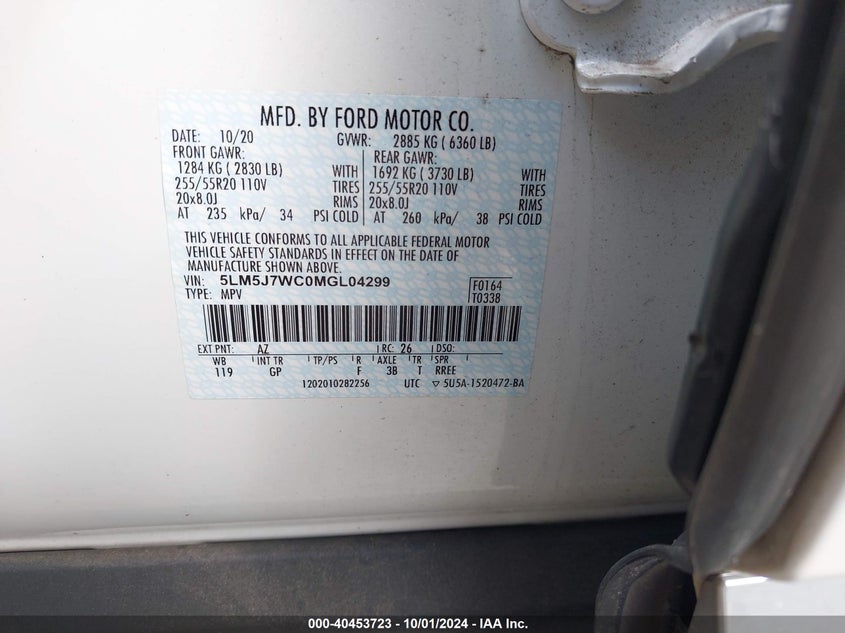 MFD. BY FORD MOTOR CO.
DATE: 10/20 GVWR: 2885 KG ( 6360 LB)
FRONT GAWR: REAR GAWR:
1284 KG ( 2830 LB) WITH 1692 KG ( 3730 LB) WITH
255/55R20 110V TIRES 255/55R20 110V TIRES
20x8.0J RIMS 20x8.0J RIMS
AT 235 kPa/ 34 PSI COLD AT 260 kPa/ 38 PSI COLD
THIS VEHICLE CONFORMS TO ALL APPLICABLE FEDERAL MOTOR
VEHICLE SAFETY STANDARDS IN EFFECT ON THE DATE OF
MANUFACTURE SHOWN ABOVE.
VIN: 5LM5J7WC0MGL04299 F0164
TYPE: MPV T0338
EXT PNT: AZ RC: 26 DSO:
WB INT TR TP/PS R AXLE TR SPR
119 GP F 3B T RREE
1202010282256 UTC ▽ 5U5A-1520472-BA
000-40453723 - 10/01/2024 - IAA Inc.